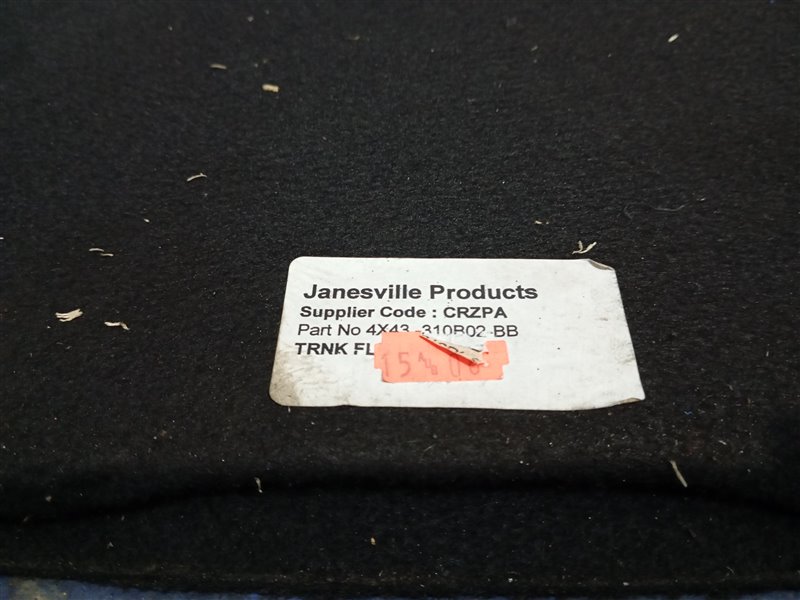 Janesville Products
Supplier Code : CRZPA
Part No 4X43 -310B02-BB
TRNK FL